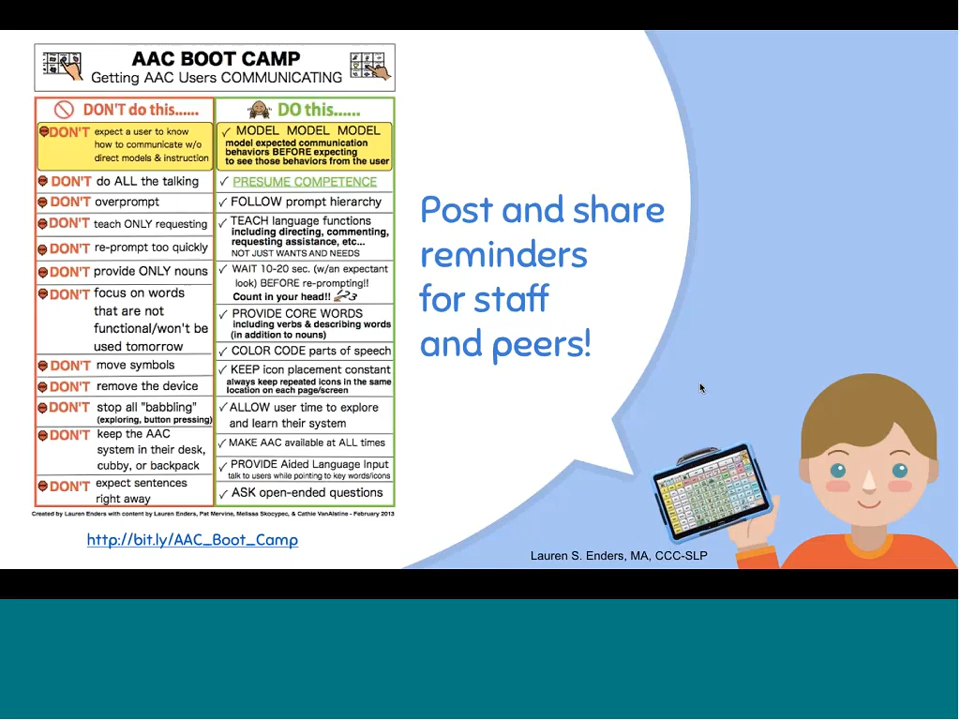 AAC BOOT CAMP
Getting AAC Users COMMUNICATING
DON'T do this......
DON'T expect a user to know
how to communicate w/o
direct models & instruction
DON'T do ALL the talking
DON'T overprompt
DON'T teach ONLY requesting
DON'T re-prompt too quickly
DON'T provide ONLY nouns
DON'T focus on words
that are not
functional/won't be
used tomorrow
DON'T move symbols
DON'T remove the device
DON'T stop all "babbling"
(exploring, button pressing)
DON'T keep the AAC
system in their desk,
cubby, or backpack
DON'T expect sentences
right away
DO this......
✓ MODEL MODEL MODEL
model expected communication
behaviors BEFORE expecting
to see those behaviors from the user
✓ PRESUME COMPETENCE
✓ FOLLOW prompt hierarchy
✓ TEACH language functions
including directing, commenting,
requesting assistance, etc...
NOT JUST WANTS AND NEEDS
✓ WAIT 10-20 sec. (w/an expectant
look) BEFORE re-prompting!!
Count in your head!! 123
✓ PROVIDE CORE WORDS
including verbs & describing words
(in addition to nouns)
✓ COLOR CODE parts of speech
✓ KEEP icon placement constant
always keep repeated icons in the same
location on each page/screen
✓ ALLOW user time to explore
and learn their system
✓ MAKE AAC available at ALL times
✓ PROVIDE Aided Language Input
talk to users while pointing to key words/icons
✓ ASK open-ended questions
Created by Lauren Enders with content by Lauren Enders, Pat Mervine, Melissa Skocypec, & Cathie VanAlstine - February 2013
http://bit.ly/AAC_Boot_Camp
Post and share
reminders
for staff
and peers!
Lauren S. Enders, MA, CCC-SLP